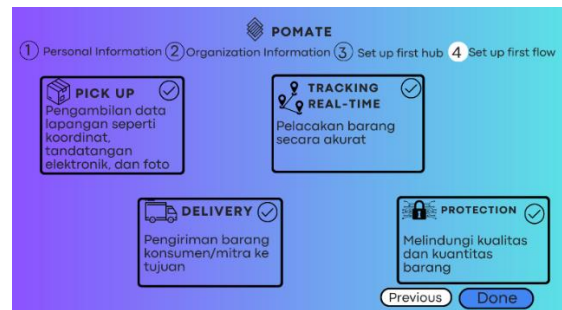 POMATE
1 Personal Information 2 Organization Information 3 Set up first hub 4 Set up first flow
PICK UP
Pengambilan data
lapangan seperti
koordinat,
tandatangan
elektronik, dan foto
TRACKING
REAL-TIME
Pelacakan barang
secara akurat
DELIVERY
Pengiriman barang
konsumen/mitra ke
tujuan
PROTECTION
Melindungi kualitas
dan kuantitas
barang
Previous Done